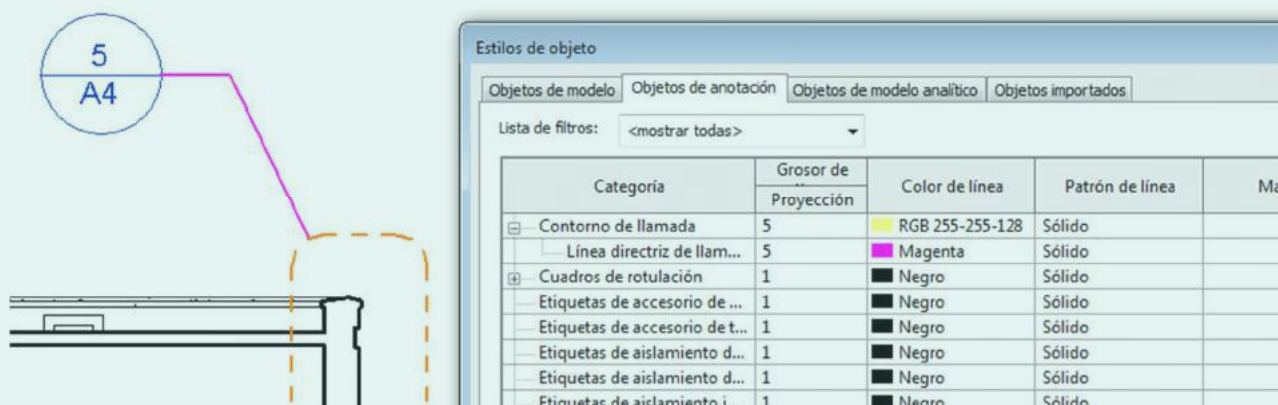 5
A4
Estilos de objeto
Objetos de modelo Objetos de anotación Objetos de modelo analítico Objetos importados
Lista de filtros: <mostrar todas>
Categoría Grosor de Proyección Color de línea Patrón de línea Ma
Contorno de llamada 5 RGB 255-255-128 Sólido
Línea directriz de llam... 5 Magenta Sólido
Cuadros de rotulación 1 Negro Sólido
Etiquetas de accesorio de ... 1 Negro Sólido
Etiquetas de accesorio de t... 1 Negro Sólido
Etiquetas de aislamiento d... 1 Negro Sólido
Etiquetas de aislamiento d... 1 Negro Sólido
Etiquetas de aislamiento i... 1 Negro Sólido